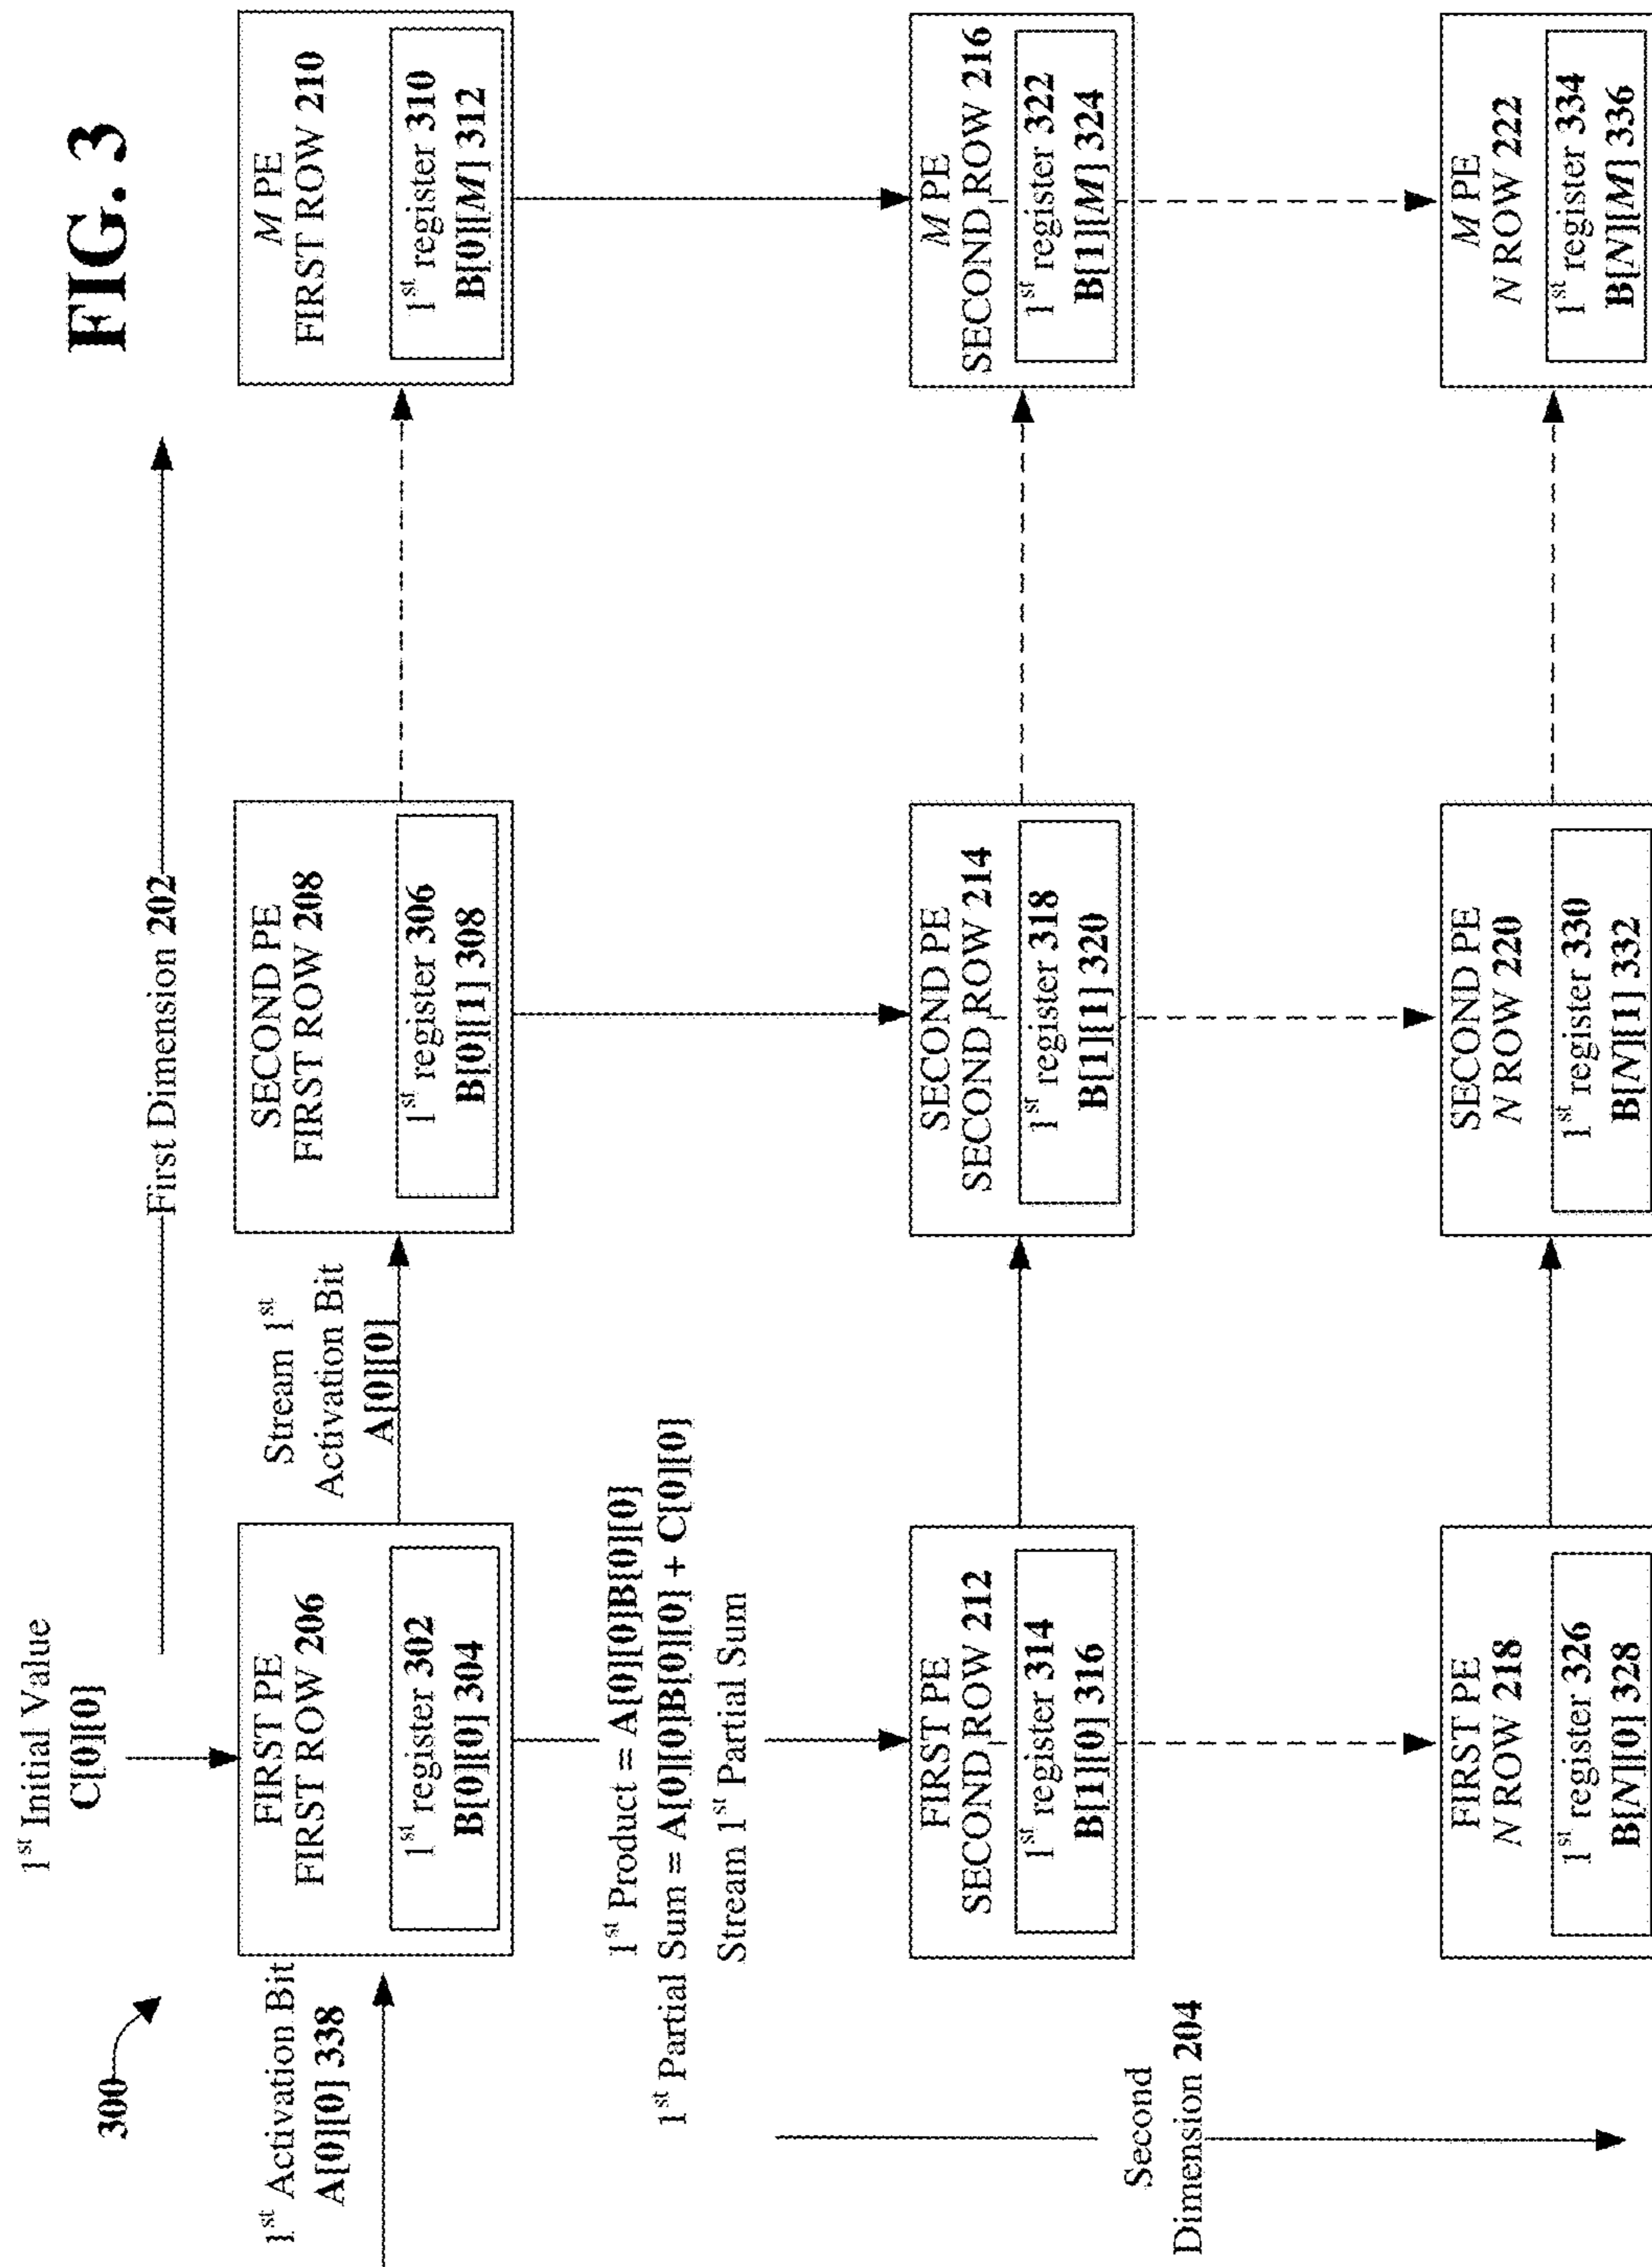 FIG. 3
300
1st Initial Value
C[0][0]
First Dimension 202
1st Activation Bit
A[0][0] 338
FIRST PE
FIRST ROW 206
1st register 302
B[0][0] 304
Stream 1st
Activation Bit
A[0][0]
SECOND PE
FIRST ROW 208
1st register 306
B[0][1] 308
M PE
FIRST ROW 210
1st register 310
B[0][M] 312
1st Product = A[0][0]B[0][0]
1st Partial Sum = A[0][0]B[0][0] + C[0][0]
Stream 1st Partial Sum
FIRST PE
SECOND ROW 212
1st register 314
B[1][0] 316
SECOND PE
SECOND ROW 214
1st register 318
B[1][1] 320
M PE
SECOND ROW 216
1st register 322
B[1][M] 324
Second
Dimension 204
FIRST PE
N ROW 218
1st register 326
B[N][0] 328
SECOND PE
N ROW 220
1st register 330
B[N][1] 332
M PE
N ROW 222
1st register 334
B[N][M] 336